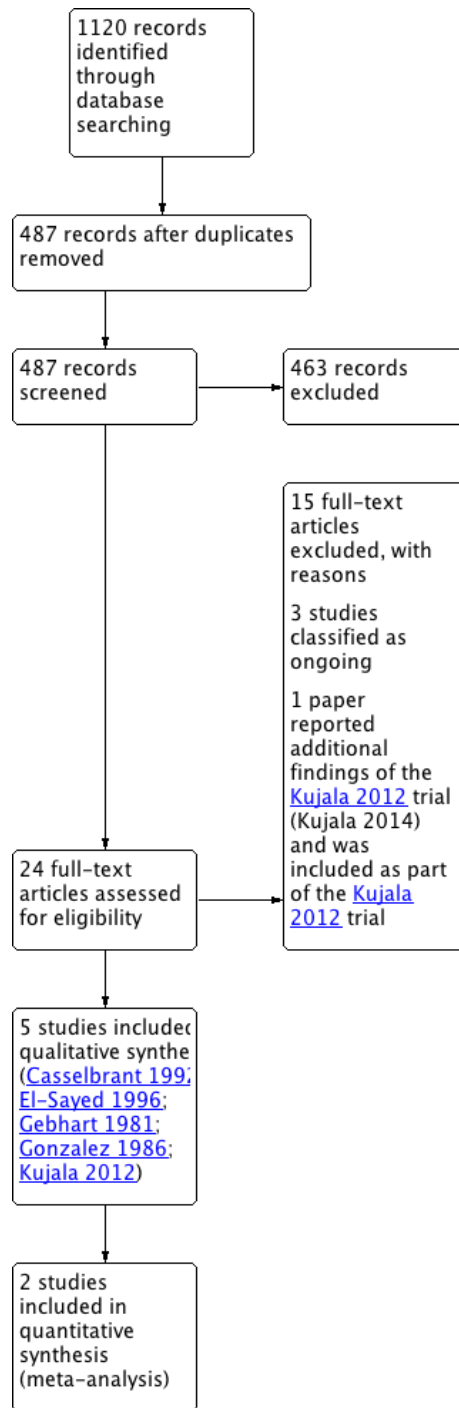 1120 records
identified
through
database
searching
487 records after duplicates
removed
487 records
screened
463 records
excluded
15 full-text
articles
excluded, with
reasons
3 studies
classified as
ongoing
1 paper
reported
additional
findings of the
Kujala 2012 trial
(Kujala 2014)
and was
included as part
of the Kujala
2012 trial
24 full-text
articles assessed
for eligibility
5 studies
qualitative
(Casselbrant
El-Sayed 1996;
Gebhart 1981;
Gonzalez 1986;
Kujala 2012)
2 studies
included in
quantitative
synthesis
(meta-analysis)